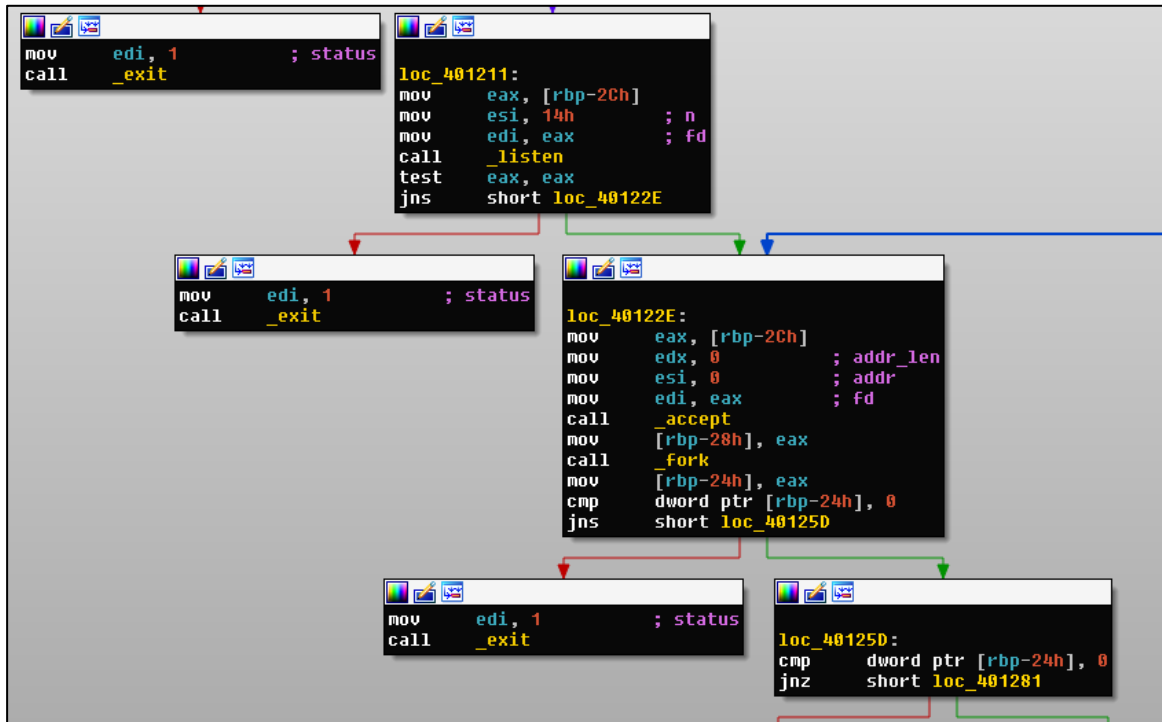 mov edi, 1 ; status
call _exit
loc_401211:
mov eax, [rbp-2Ch]
mov esi, 14h ; n
mov edi, eax ; fd
call _listen
test eax, eax
jns short loc_40122E
mov edi, 1 ; status
call _exit
loc_40122E:
mov eax, [rbp-2Ch]
mov edx, 0 ; addr_len
mov esi, 0 ; addr
mov edi, eax ; fd
call _accept
mov [rbp-28h], eax
call _fork
mov [rbp-24h], eax
cmp dword ptr [rbp-24h], 0
jns short loc_40125D
mov edi, 1 ; status
call _exit
loc_40125D:
cmp dword ptr [rbp-24h], 0
jnz short loc_401281